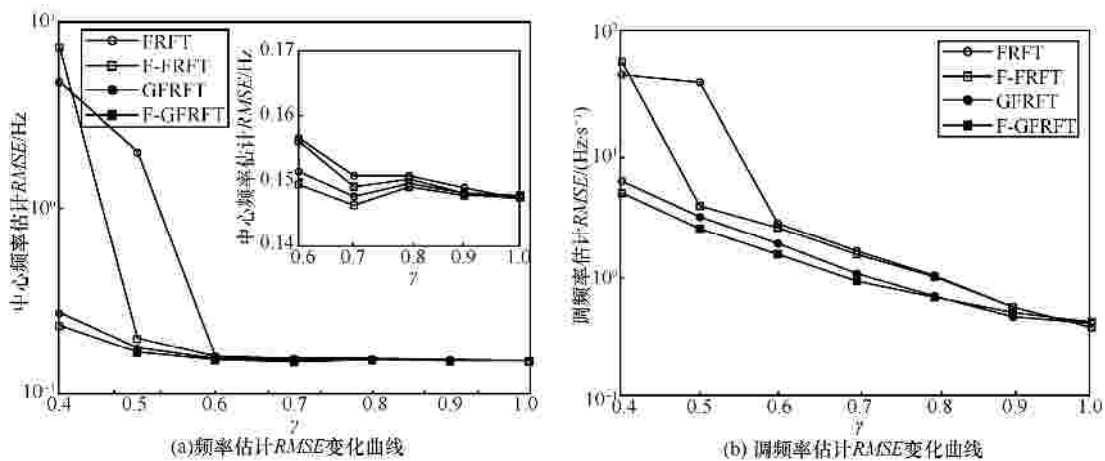 10¹
FRFT
F-FRFT
GFRFT
F-GFRFT
10⁰
10⁻¹
中心频率估计RMSE/Hz
0.4 0.5 0.6 0.7 0.8 0.9 1.0
γ
0.17
0.16
0.15
0.14
中心频率估计RMSE/Hz
0.6 0.7 0.8 0.9 1.0
γ
(a)频率估计RMSE变化曲线
FRFT
F-FRFT
GFRFT
F-GFRFT
10¹
10⁰
调频率估计RMSE/(Hz·s⁻¹)
0.4 0.5 0.6 0.7 0.8 0.9 1.0
γ
(b) 调频率估计RMSE变化曲线